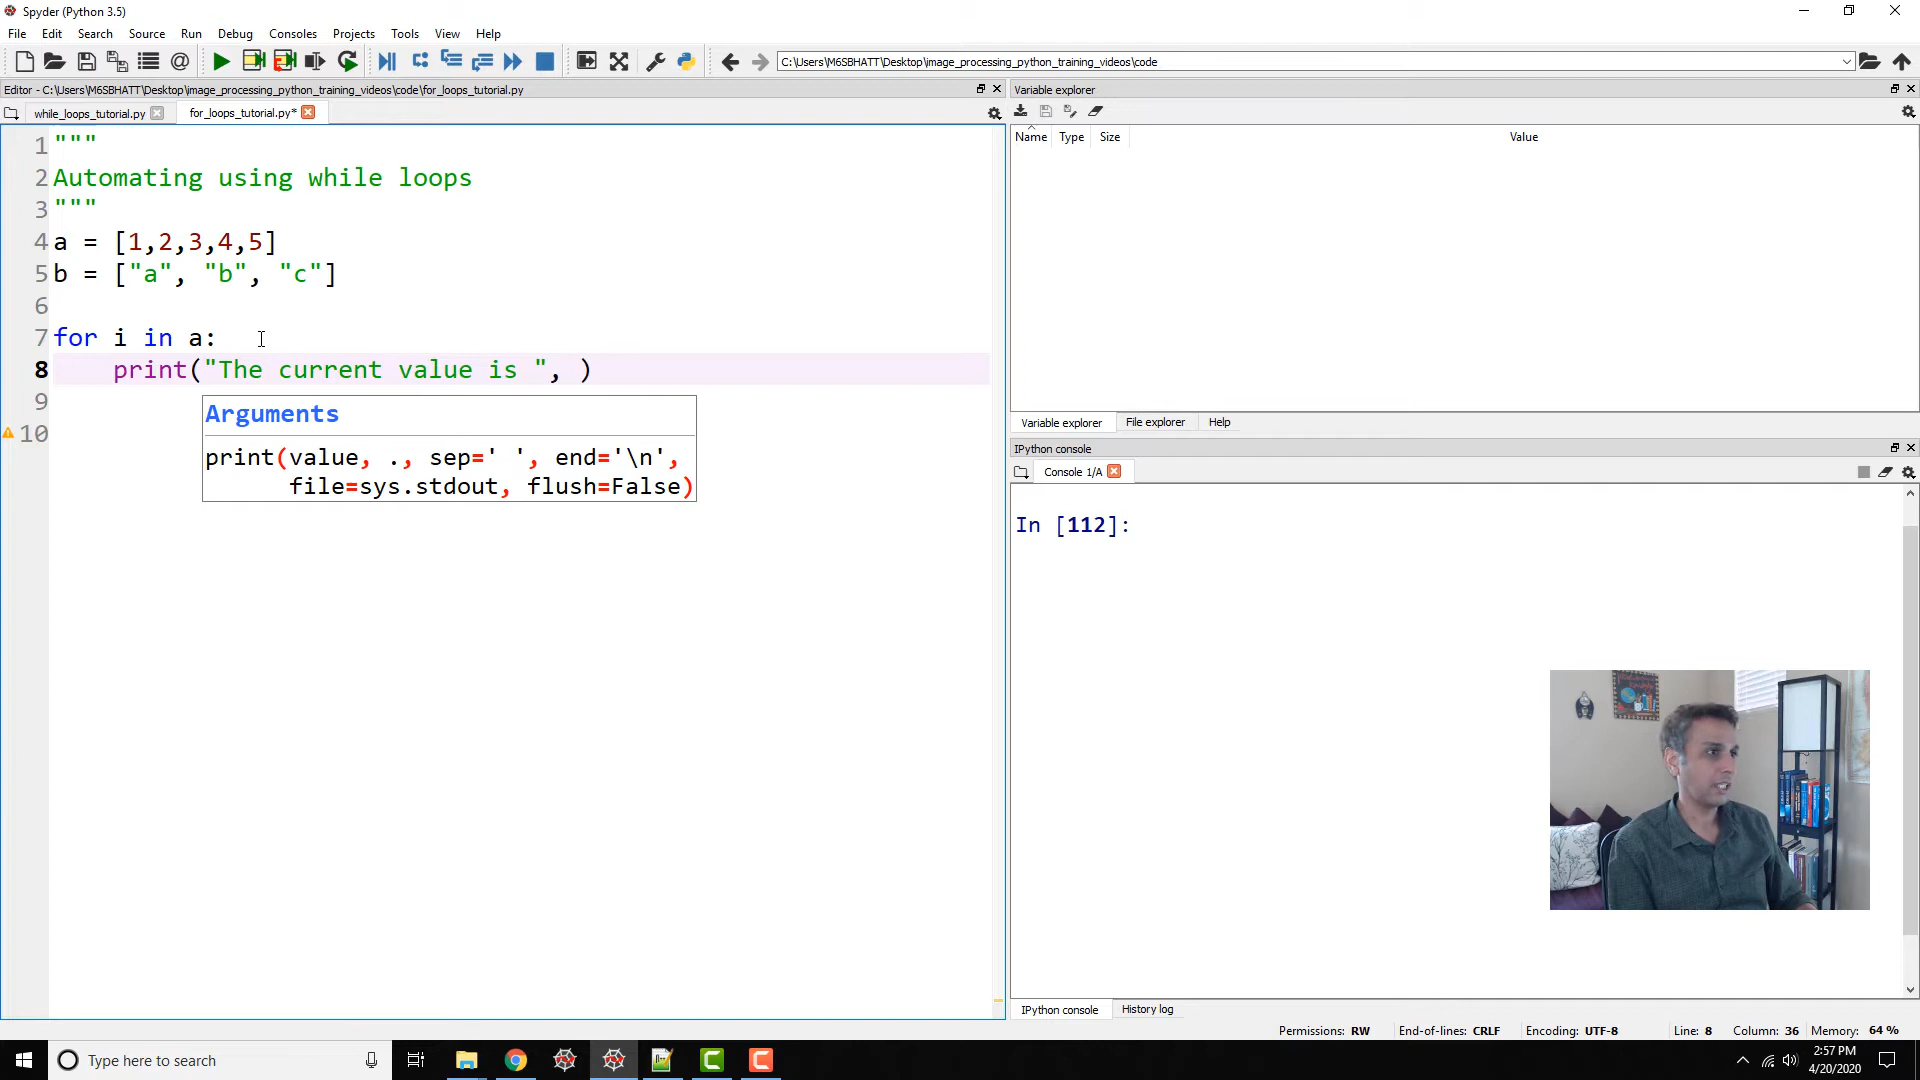 Spyder (Python 3.5)
File Edit Search Source Run Debug Consoles Projects Tools View Help
C:\Users\M6SBHATT\Desktop\image_processing_python_training_videos\code
Editor - C:\Users\M6SBHATT\Desktop\image_processing_python_training_videos\code\for_loops_tutorial.py
while_loops_tutorial.py for_loops_tutorial.py*
1 """
2 Automating using while loops
3 """
4 a = [1,2,3,4,5]
5 b = ["a", "b", "c"]
6
7 for i in a:
8 print("The current value is ", )
9
10
Arguments
print(value, ., sep=' ', end='\n',
file=sys.stdout, flush=False)
Variable explorer
Name Type Size Value
Variable explorer File explorer Help
IPython console
Console 1/A
In [112]:
IPython console History log
Permissions: RW End-of-lines: CRLF Encoding: UTF-8 Line: 8 Column: 36 Memory: 64 %
Type here to search
2:57 PM
4/20/2020